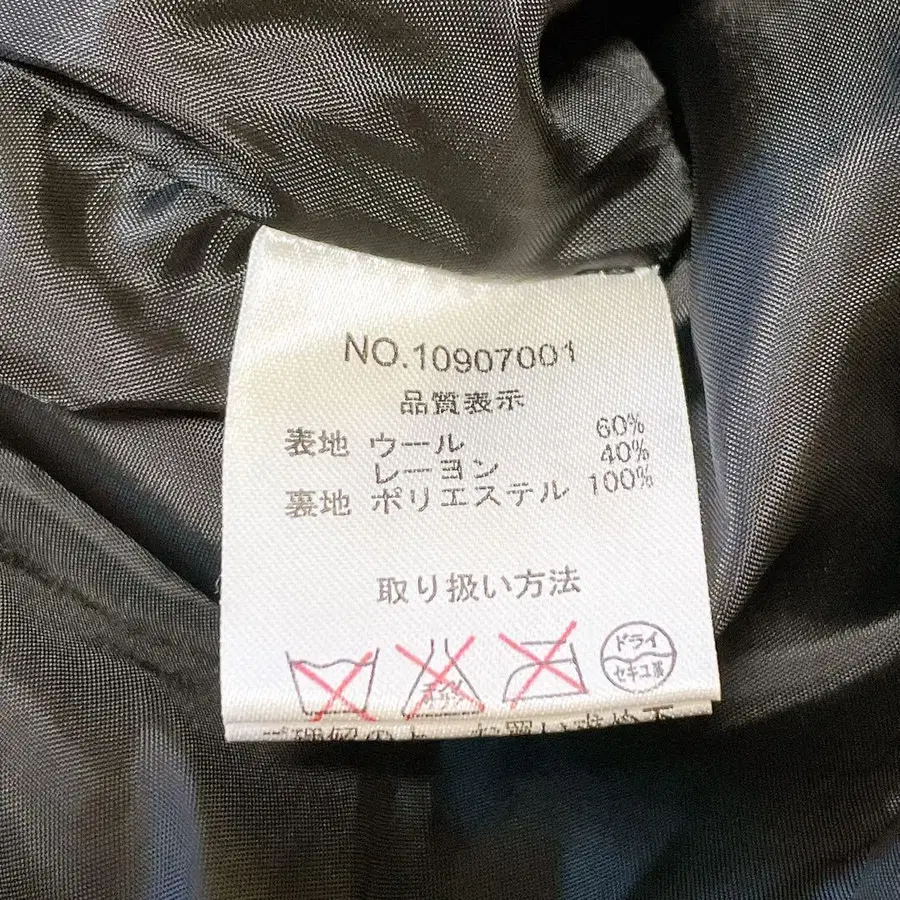 NO.10907001
品質表示
表地 ウール 60%
レーヨン 40%
裏地 ポリエステル 100%
取り扱い方法
ドライ
セキユ系